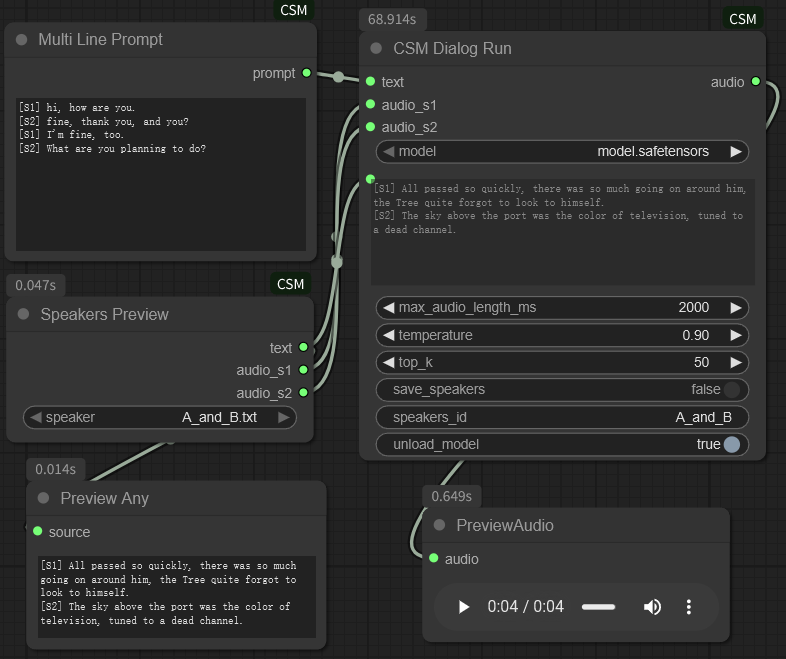 CSM
Multi Line Prompt
prompt
[S1] hi, how are you.
[S2] fine, thank you, and you?
[S1] I'm fine, too.
[S2] What are you planning to do?
0.047s
CSM
Speakers Preview
text
audio_s1
audio_s2
speaker A_and_B.txt
0.014s
Preview Any
source
[S1] All passed so quickly, there was so much
going on around him, the Tree quite forgot to
look to himself.
[S2] The sky above the port was the color of
television, tuned to a dead channel.
68.914s
CSM
CSM Dialog Run
text audio
audio_s1
audio_s2
model model.safetensors
[S1] All passed so quickly, there was so much going on around him,
the Tree quite forgot to look to himself.
[S2] The sky above the port was the color of television, tuned to
a dead channel.
max_audio_length_ms 2000
temperature 0.90
top_k 50
save_speakers false
speakers_id A_and_B
unload_model true
0.649s
PreviewAudio
audio
0:04 / 0:04